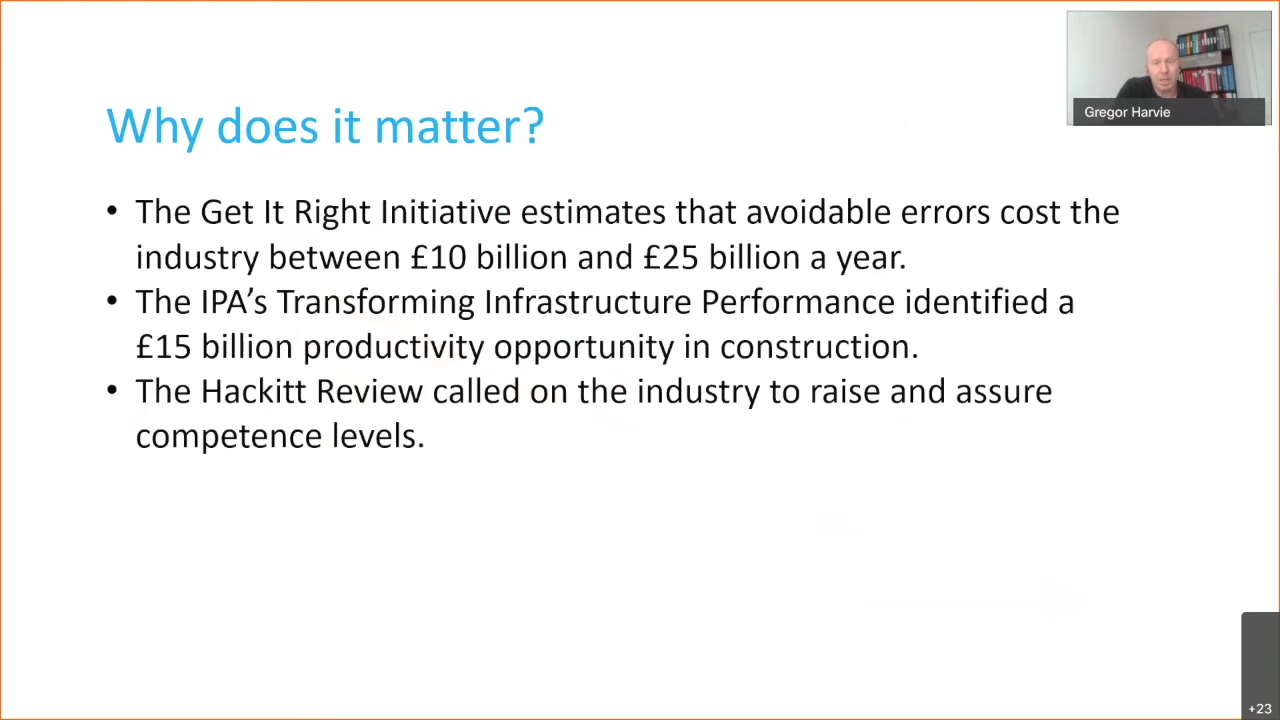 Why does it matter?
• The Get It Right Initiative estimates that avoidable errors cost the
industry between £10 billion and £25 billion a year.
• The IPA’s Transforming Infrastructure Performance identified a
£15 billion productivity opportunity in construction.
• The Hackitt Review called on the industry to raise and assure
competence levels.
Gregor Harvie
+23